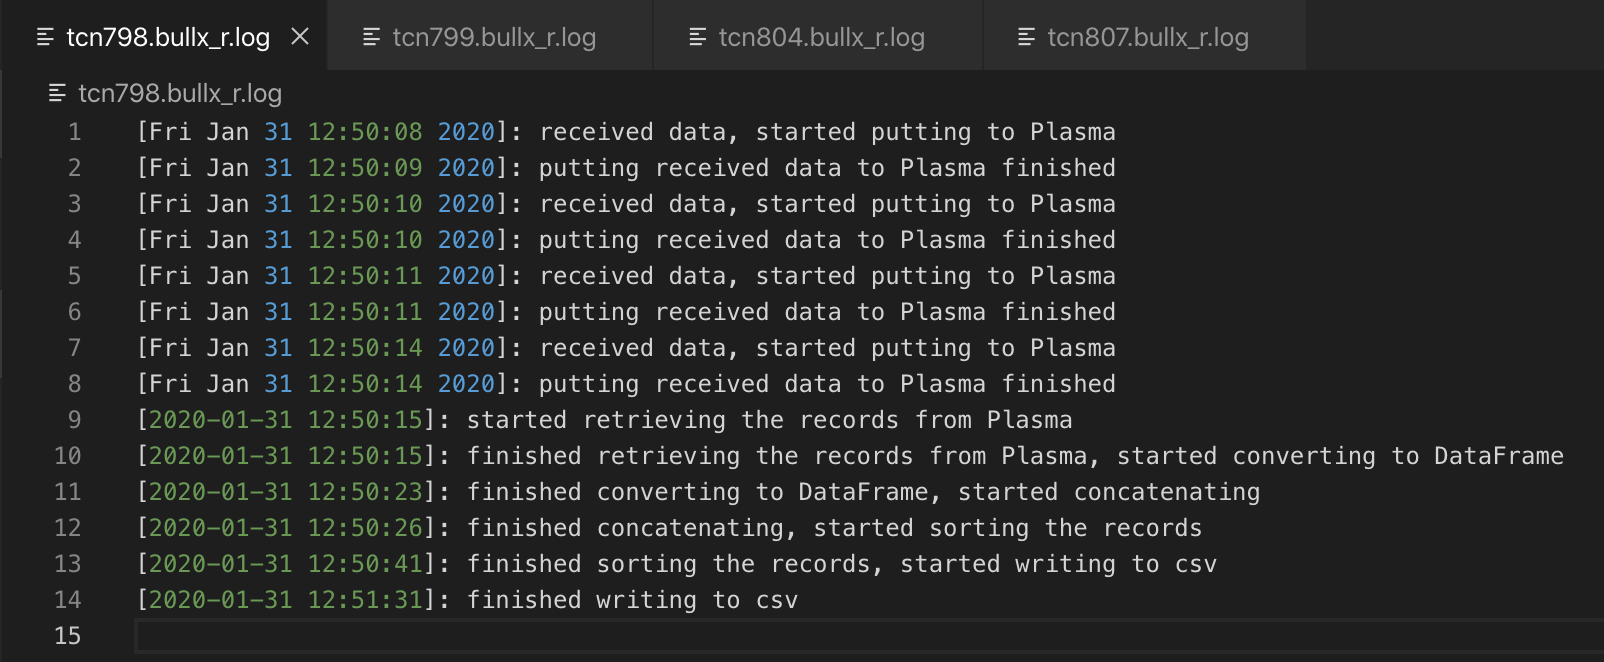 tcn798.bullx_r.log tcn799.bullx_r.log tcn804.bullx_r.log tcn807.bullx_r.log
tcn798.bullx_r.log
1 [Fri Jan 31 12:50:08 2020]: received data, started putting to Plasma
2 [Fri Jan 31 12:50:09 2020]: putting received data to Plasma finished
3 [Fri Jan 31 12:50:10 2020]: received data, started putting to Plasma
4 [Fri Jan 31 12:50:10 2020]: putting received data to Plasma finished
5 [Fri Jan 31 12:50:11 2020]: received data, started putting to Plasma
6 [Fri Jan 31 12:50:11 2020]: putting received data to Plasma finished
7 [Fri Jan 31 12:50:14 2020]: received data, started putting to Plasma
8 [Fri Jan 31 12:50:14 2020]: putting received data to Plasma finished
9 [2020-01-31 12:50:15]: started retrieving the records from Plasma
10 [2020-01-31 12:50:15]: finished retrieving the records from Plasma, started converting to DataFrame
11 [2020-01-31 12:50:23]: finished converting to DataFrame, started concatenating
12 [2020-01-31 12:50:26]: finished concatenating, started sorting the records
13 [2020-01-31 12:50:41]: finished sorting the records, started writing to csv
14 [2020-01-31 12:51:31]: finished writing to csv
15